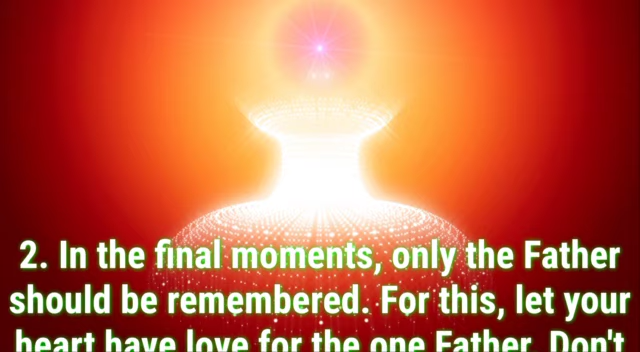 2. In the final moments, only the Father
should be remembered. For this, let your
heart have love for the one Father. Don't